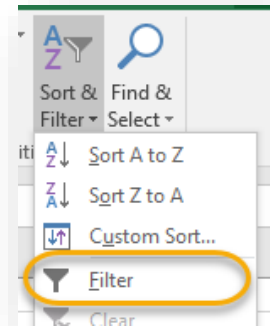 Sort & Find &
Filter Select
Sort A to Z
Sort Z to A
Custom Sort...
Filter
Clear